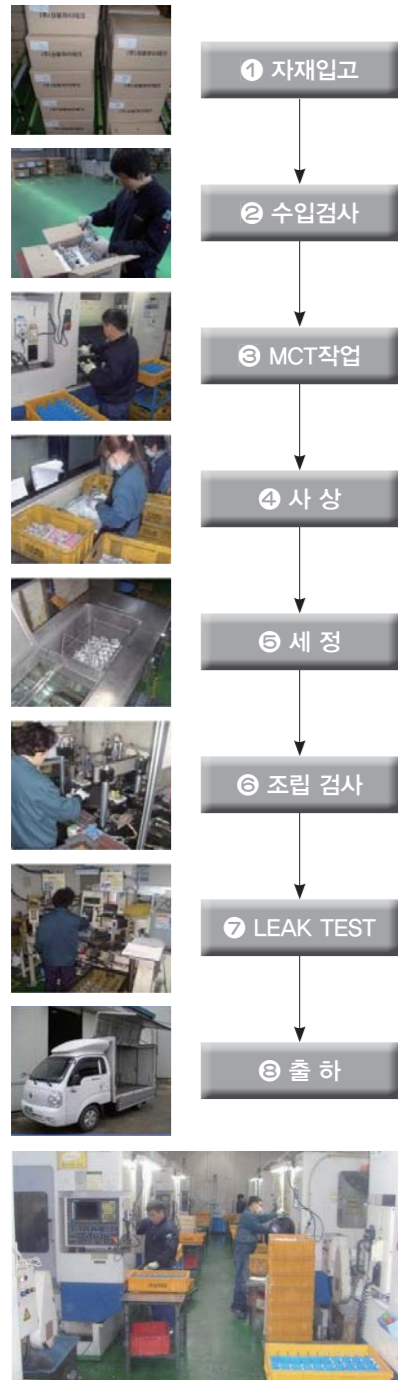 ❶ 자재입고
❷ 수입검사
❸ MCT작업
❹ 사 상
❺ 세 정
❻ 조립 검사
❼ LEAK TEST
❽ 출 하